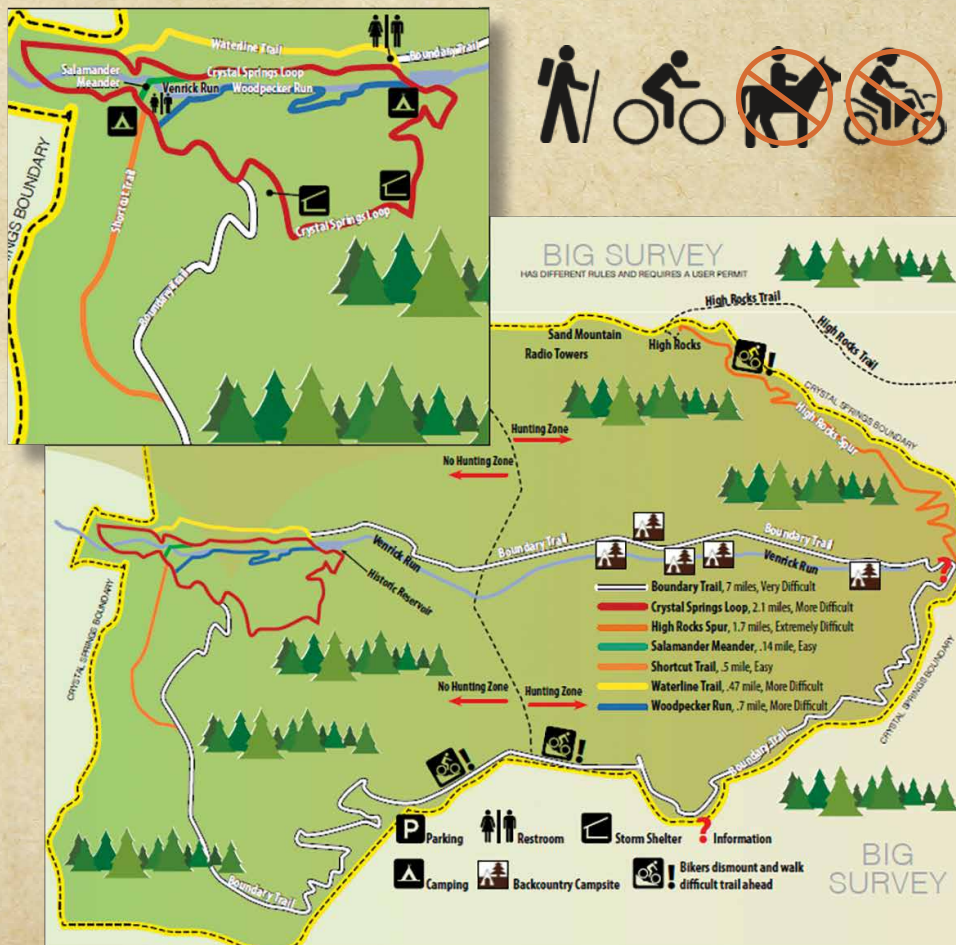 Waterline Trail
Boundary Trail
Salamander
Meander
Crystal Springs Loop
Venrick Run
Woodpecker Run
NGS BOUNDARY
Shortcut Trail
Crystal Springs Loop
Boundary Trail
BIG SURVEY
HAS DIFFERENT RULES AND REQUIRES A USER PERMIT
High Rocks Trail
High Rocks Trail
Sand Mountain
High Rocks
Radio Towers
!
CRYSTAL SPRINGS BOUNDARY
High Rocks Spur
Hunting Zone
No Hunting Zone
Venrick Run
Boundary Trail
Boundary Trail
Venrick Run
Historic Reservoir
?
CRYSTAL SPRINGS BOUNDARY
Boundary Trail, 7 miles, Very Difficult
Crystal Springs Loop, 2.1 miles, More Difficult
High Rocks Spur, 1.7 miles, Extremely Difficult
Salamander Meander, .14 mile, Easy
Shortcut Trail, .5 mile, Easy
Waterline Trail, .47 mile, More Difficult
Woodpecker Run, .7 mile, More Difficult
CRYSTAL SPRINGS BOUNDARY
No Hunting Zone
Hunting Zone
Boundary Trail
!
!
Boundary Trail
P Parking
Restroom
Storm Shelter
? Information
Camping
Backcountry Campsite
! Bikers dismount and walk
difficult trail ahead
BIG
SURVEY